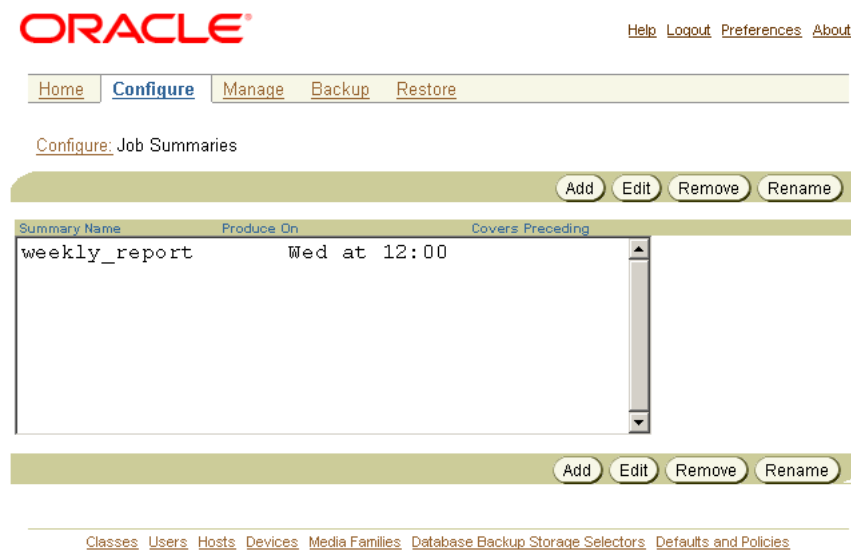 ORACLE®
Help Logout Preferences About
Home Configure Manage Backup Restore
Configure: Job Summaries
Add Edit Remove Rename
Summary Name Produce On Covers Preceding
weekly_report Wed at 12:00
Add Edit Remove Rename
Classes Users Hosts Devices Media Families Database Backup Storage Selectors Defaults and Policies